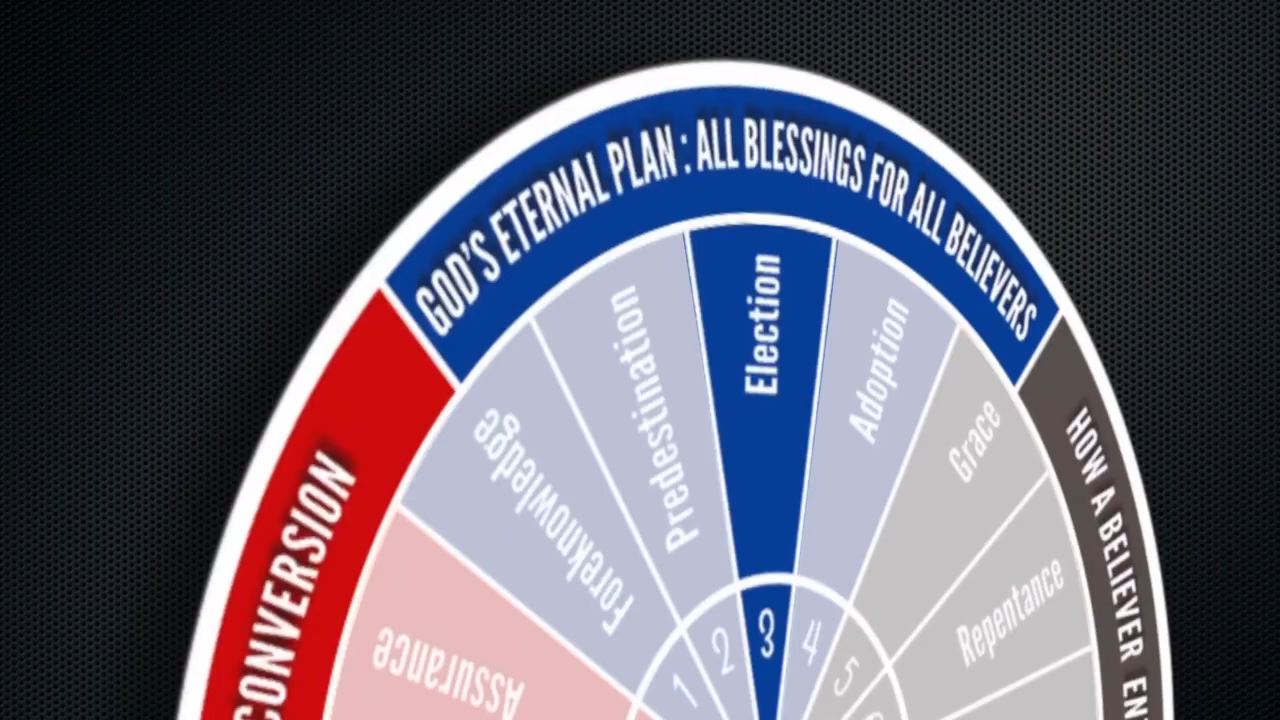 GOD'S ETERNAL PLAN : ALL BLESSINGS FOR ALL BELIEVERS
HOW A BELIEVER
CONVERSION
Assurance
Foreknowledge
Predestination
Election
Adoption
Grace
Repentance
1
2
3
4
5